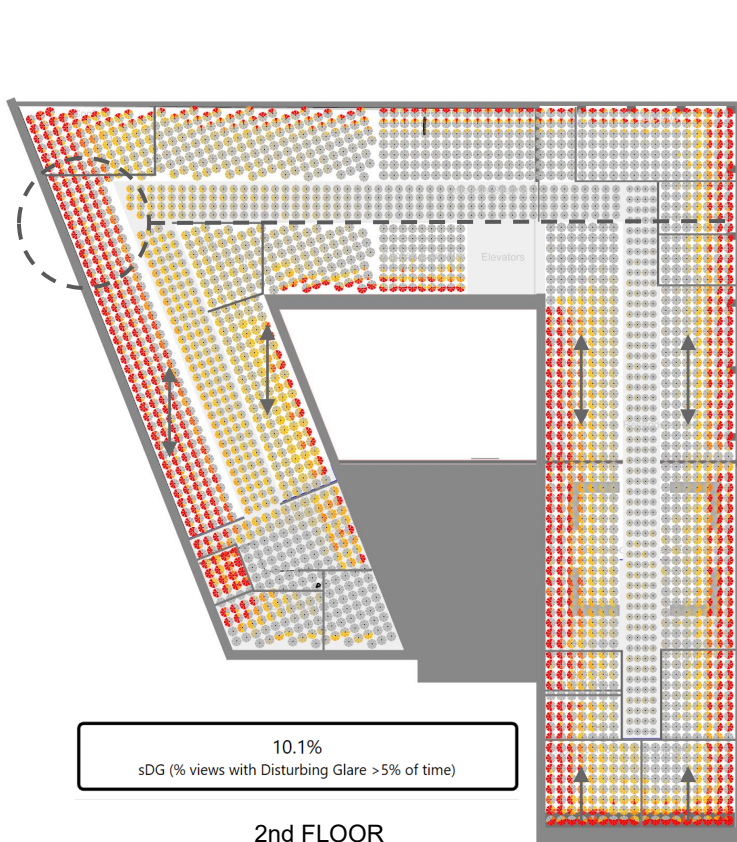 Elevators
10.1%
sDG (% views with Disturbing Glare >5% of time)
2nd FLOOR